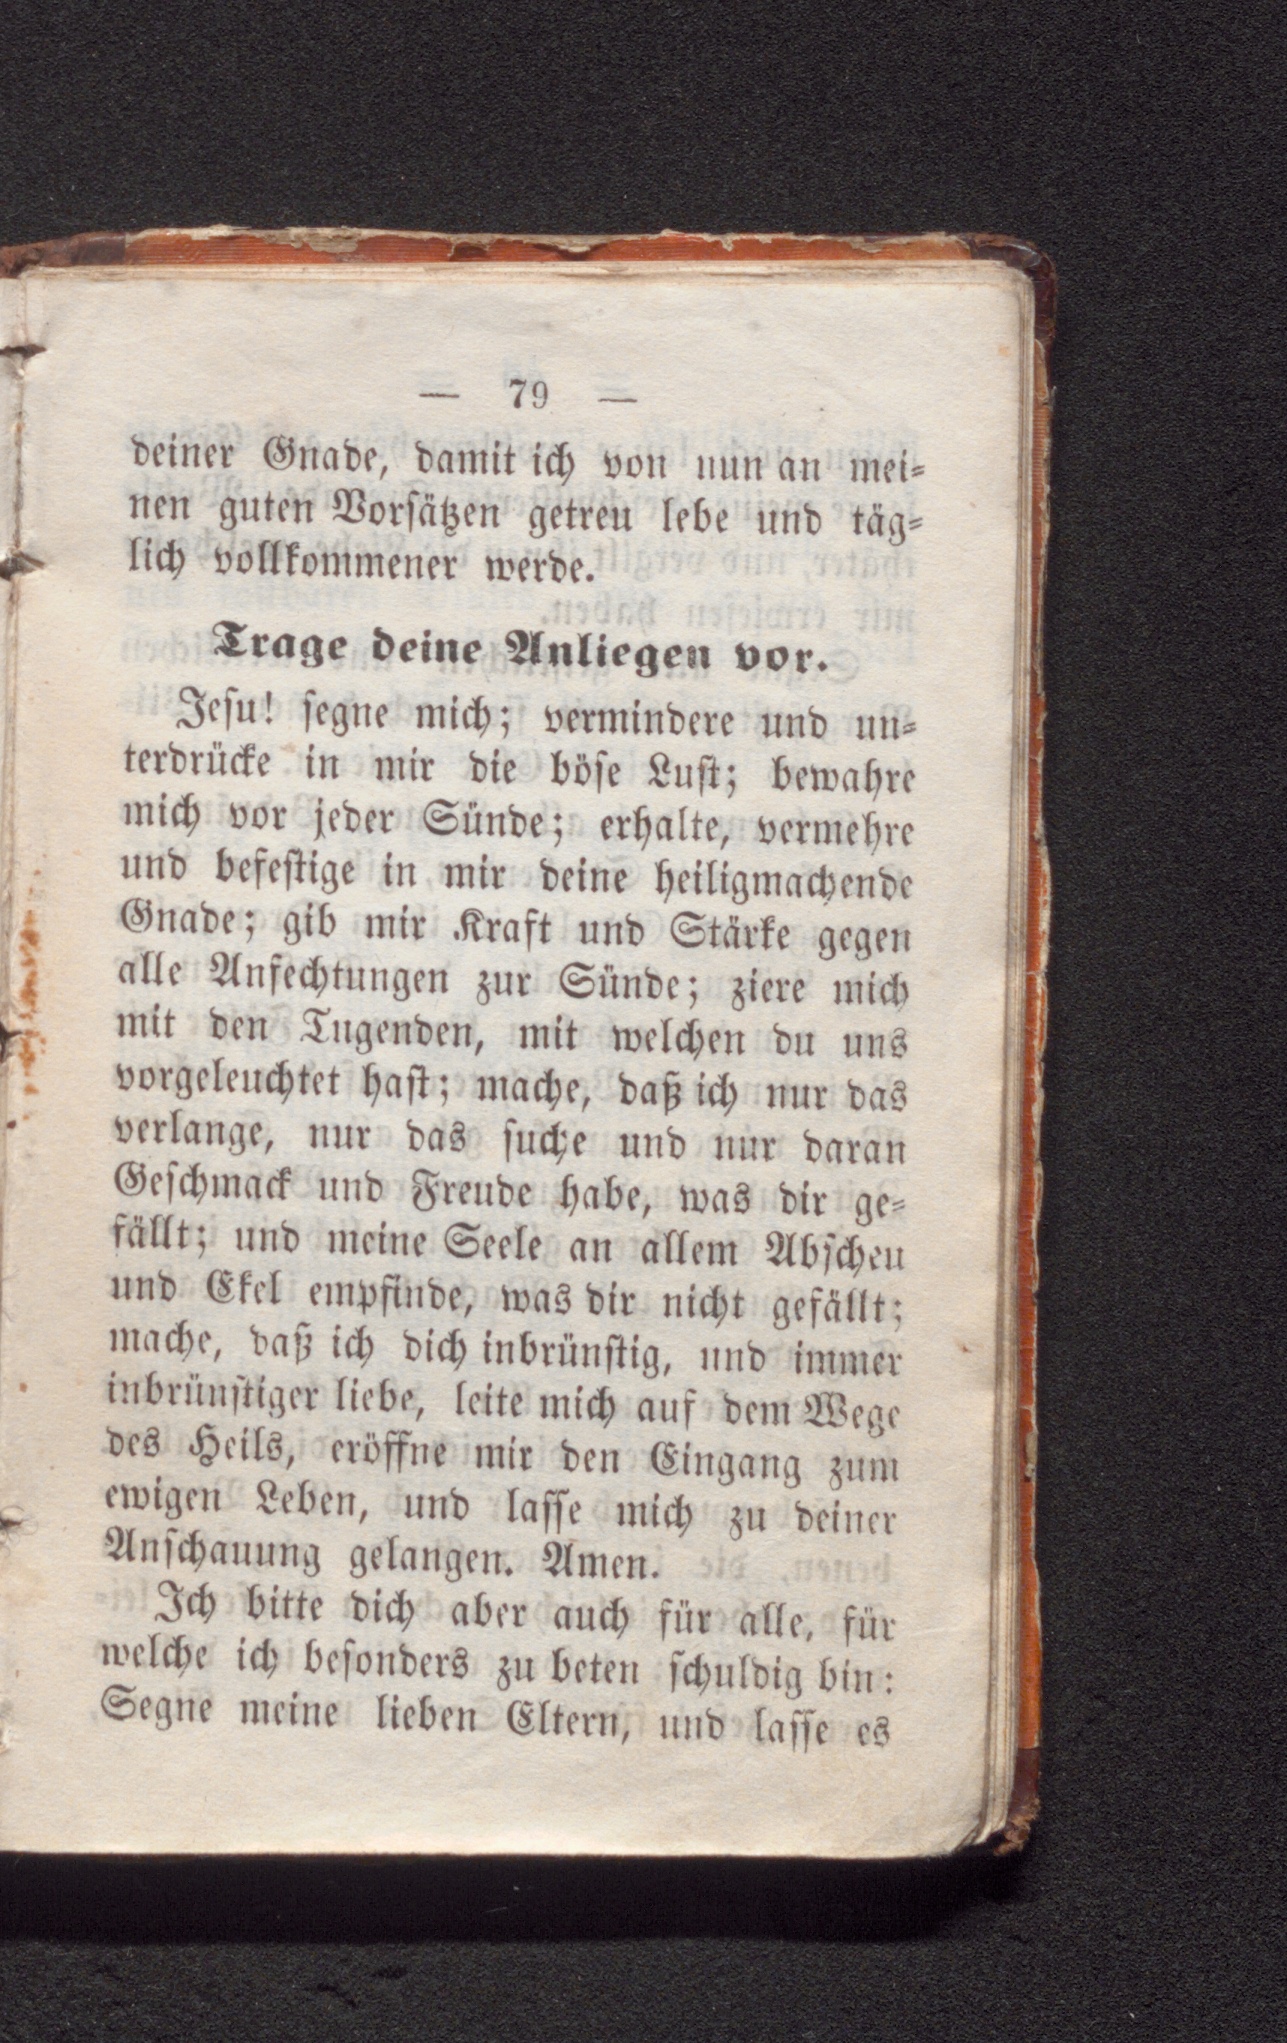 — 79 —
deiner Gnade, damit ich von nun an mei-
nen guten Vorsätzen getreu lebe und täg-
lich vollkommener werde.
Trage deine Anliegen vor.
Jesu! segne mich; vermindere und un-
terdrücke in mir die böse Lust; bewahre
mich vor jeder Sünde; erhalte, vermehre
und befestige in mir deine heiligmachende
Gnade; gib mir Kraft und Stärke gegen
alle Anfechtungen zur Sünde; ziere mich
mit den Tugenden, mit welchen du uns
vorgeleuchtet hast; mache, daß ich nur das
verlange, nur das suche und nur daran
Geschmack und Freude habe, was dir ge-
fällt; und meine Seele an allem Abscheu
und Ekel empfinde, was dir nicht gefällt;
mache, daß ich dich inbrünstig, und immer
inbrünstiger liebe, leite mich auf dem Wege
des Heils, eröffne mir den Eingang zum
ewigen Leben, und lasse mich zu deiner
Anschauung gelangen. Amen.
Ich bitte dich aber auch für alle, für
welche ich besonders zu beten schuldig bin:
Segne meine lieben Eltern, und lasse es